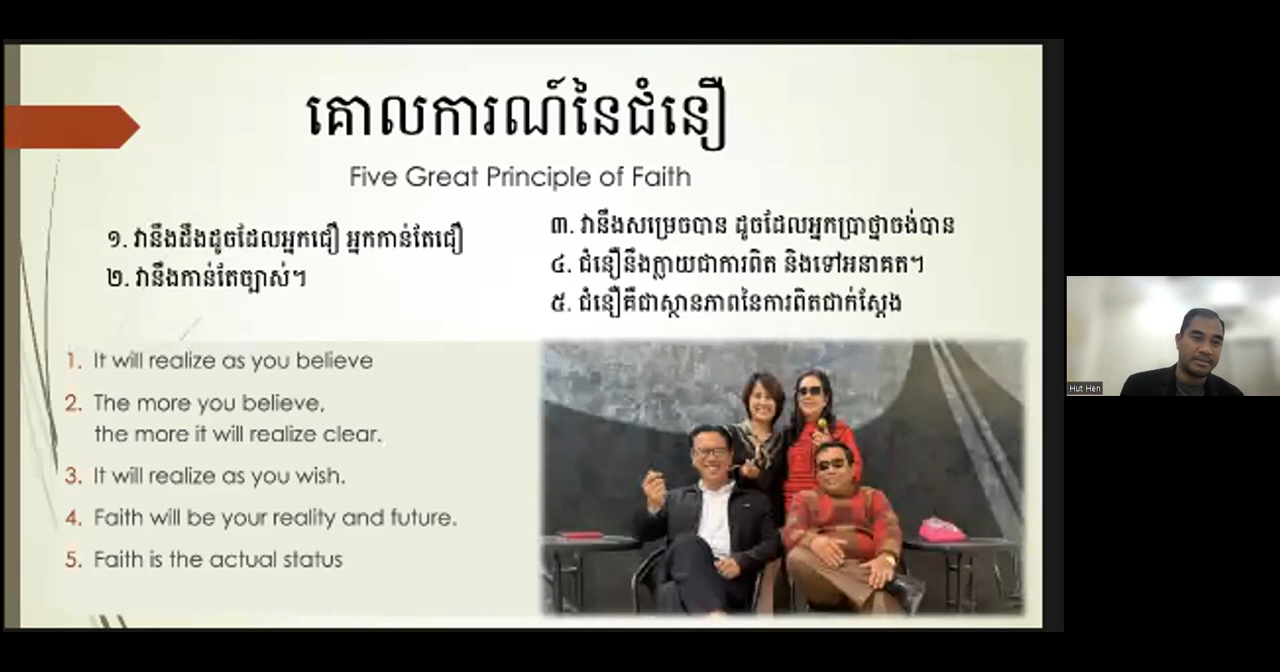 គោលការណ៍នៃជំនឿ
Five Great Principle of Faith
១. វានឹងដឹងដូចដែលអ្នកជឿ អ្នកកាន់តែជឿ
២. វានឹងកាន់តែច្បាស់។
៣. វានឹងសម្រេចបាន ដូចដែលអ្នកប្រាថ្នាចង់បាន
៤. ជំនឿនឹងក្លាយជាការពិត និងទៅអនាគត។
៥. ជំនឿគឺជាស្ថានភាពនៃការពិតជាក់ស្តែង
1. It will realize as you believe
2. The more you believe,
the more it will realize clear.
3. It will realize as you wish.
4. Faith will be your reality and future.
5. Faith is the actual status
Hut Hen